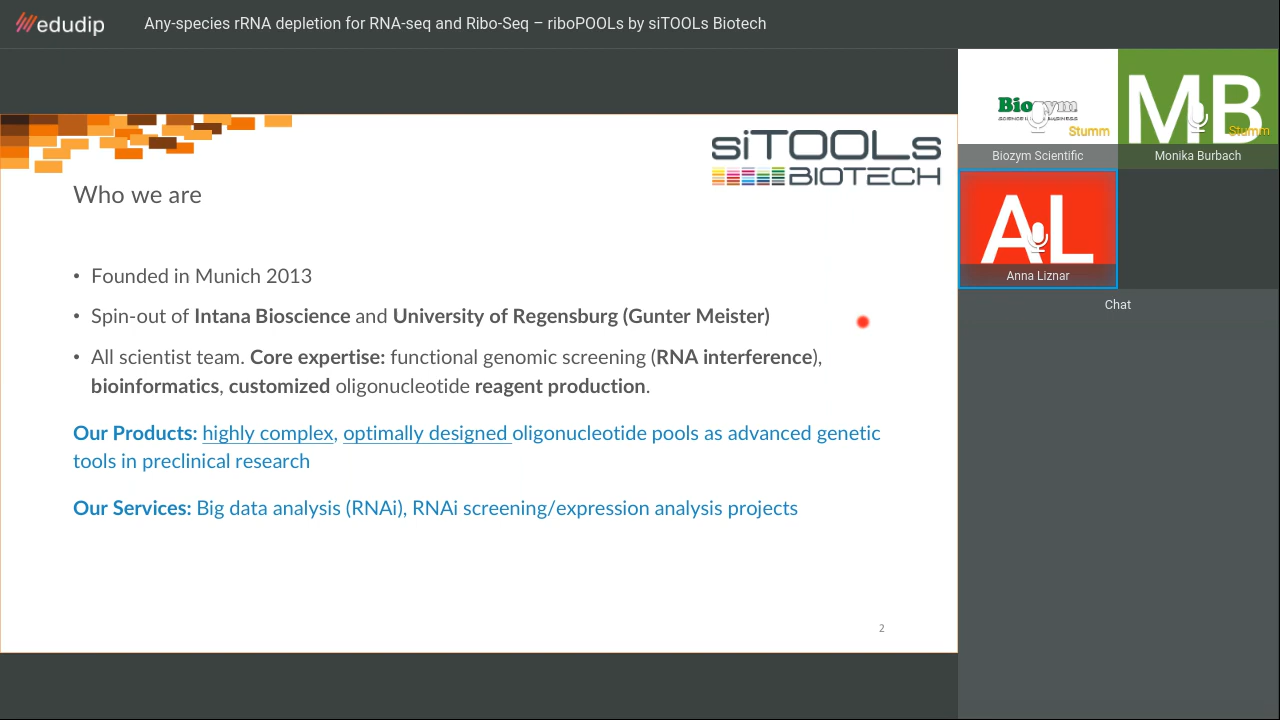 edudip
Any-species rRNA depletion for RNA-seq and Ribo-Seq – riboPOOLs by siTOOLs Biotech
siTOOLs
BIOTECH
Who we are
• Founded in Munich 2013
• Spin-out of Intana Bioscience and University of Regensburg (Gunter Meister)
• All scientist team. Core expertise: functional genomic screening (RNA interference),
bioinformatics, customized oligonucleotide reagent production.
Our Products: highly complex, optimally designed oligonucleotide pools as advanced genetic
tools in preclinical research
Our Services: Big data analysis (RNAi), RNAi screening/expression analysis projects
2
Biozym
Stumm
Biozym Scientific
MB
Stumm
Monika Burbach
AL
Anna Liznar
Chat